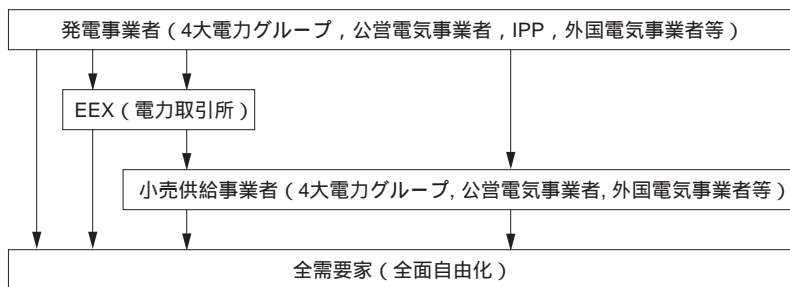 発電事業者（4大電力グループ，公営電気事業者，IPP，外国電気事業者等）
EEX（電力取引所）
小売供給事業者（4大電力グループ, 公営電気事業者, 外国電気事業者等）
全需要家（全面自由化）